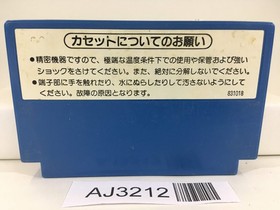 カセットについてのお願い
●精密機器ですので、極端な温度条件下での使用や保管および強い
ショックをさけてください。また、絶対に分解しないでください。
●端子部に手を触れたり、水にぬらしたりして汚さないようにして
ください。故障の原因となります。
831018
AJ3212